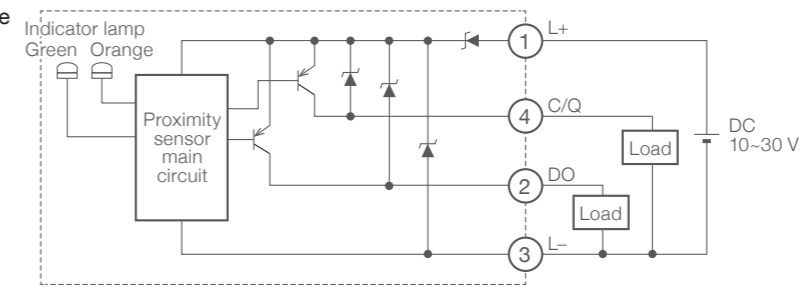 e
Indicator lamp
Green Orange
Proximity
sensor
main
circuit
1
L+
4
C/Q
Load
DC
10~30 V
2
DO
Load
3
L−